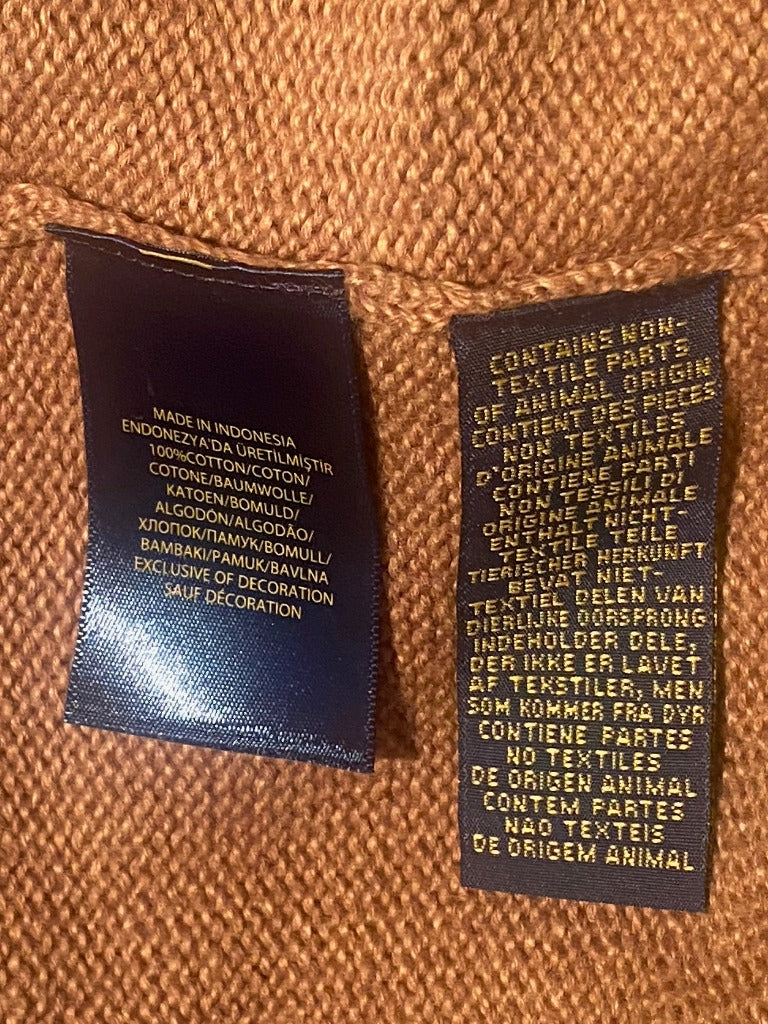 MADE IN INDONESIA
ENDONEZYA'DA ÜRETİLMİŞTİR
100%COTTON/COTON/
COTONE/BAUMWOLLE/
KATOEN/BOMULD/
ALGODÓN/ALGODÃO/
ХЛОПОК/ПАМУК/BOMULL/
BAMBAKI/PAMUK/BAVLNA
EXCLUSIVE OF DECORATION
SAUF DÉCORATION
CONTAINS NON-
TEXTILE PARTS
OF ANIMAL ORIGIN
CONTIENT DES PIECES
NON TEXTILES
D'ORIGINE ANIMALE
CONTIENE PARTI
NON TESSILI DI
ORIGINE ANIMALE
ENTHALT NICHT-
TEXTILE TEILE
TIERISCHER HERKUNFT
BEVAT NIET-
TEXTIEL DELEN VAN
DIERLIJKE OORSPRONG
INDEHOLDER DELE,
DER IKKE ER LAVET
AF TEKSTILER, MEN
SOM KOMMER FRA DYR
CONTIENE PARTES
NO TEXTILES
DE ORIGEN ANIMAL
CONTEM PARTES
NAO TEXTEIS
DE ORIGEM ANIMAL